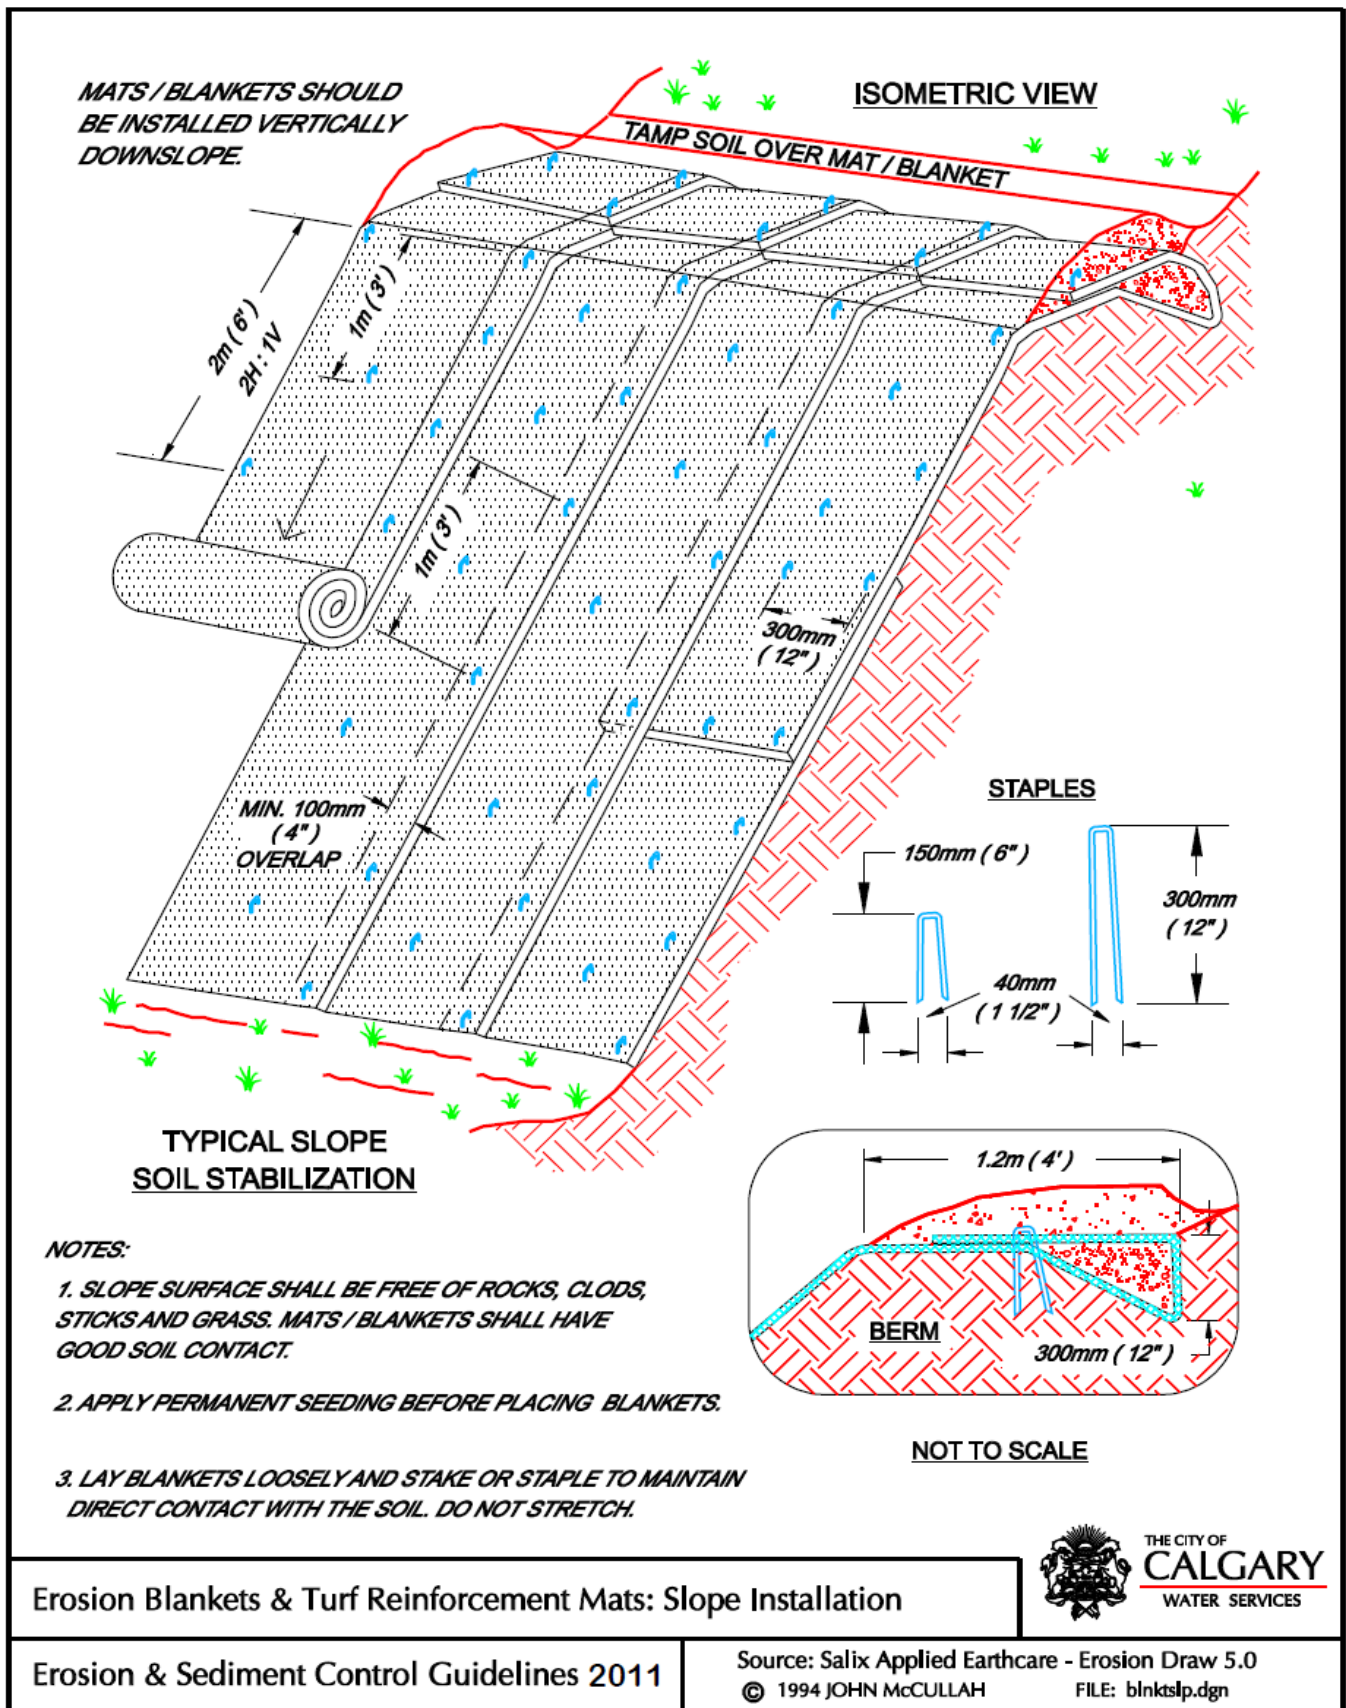 MATS / BLANKETS SHOULD
BE INSTALLED VERTICALLY
DOWNSLOPE.
ISOMETRIC VIEW
TAMP SOIL OVER MAT / BLANKET
2m ( 6' )
2H : 1V
1m ( 3' )
1m ( 3' )
300mm
( 12" )
MIN. 100mm
( 4" )
OVERLAP
STAPLES
150mm ( 6" )
300mm
( 12" )
40mm
( 1 1/2" )
TYPICAL SLOPE
SOIL STABILIZATION
1.2m ( 4' )
BERM
300mm ( 12" )
NOT TO SCALE
NOTES:
1. SLOPE SURFACE SHALL BE FREE OF ROCKS, CLODS,
STICKS AND GRASS. MATS / BLANKETS SHALL HAVE
GOOD SOIL CONTACT.
2. APPLY PERMANENT SEEDING BEFORE PLACING BLANKETS.
3. LAY BLANKETS LOOSELY AND STAKE OR STAPLE TO MAINTAIN
DIRECT CONTACT WITH THE SOIL. DO NOT STRETCH.
THE CITY OF
CALGARY
WATER SERVICES
Erosion Blankets & Turf Reinforcement Mats: Slope Installation
Erosion & Sediment Control Guidelines 2011
Source: Salix Applied Earthcare - Erosion Draw 5.0
© 1994 JOHN McCULLAH FILE: blnktslp.dgn